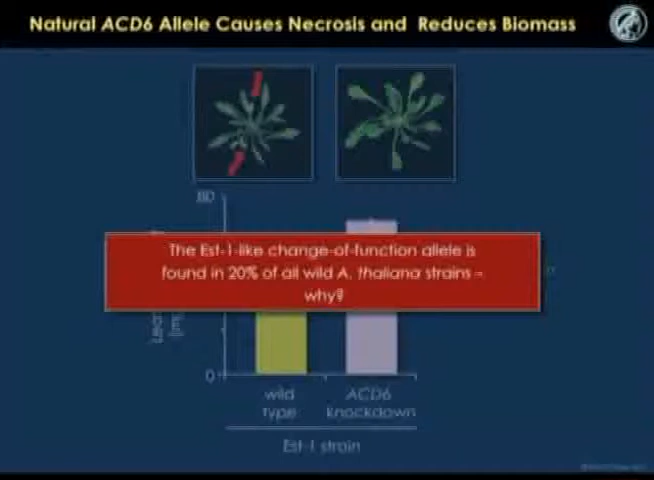 Natural ACD6 Allele Causes Necrosis and Reduces Biomass
80
The Est-1-like change-of-function allele is
found in 20% of all wild A. thaliana strains –
why?
0
wild ACD6
type knockdown
Est-1 strain